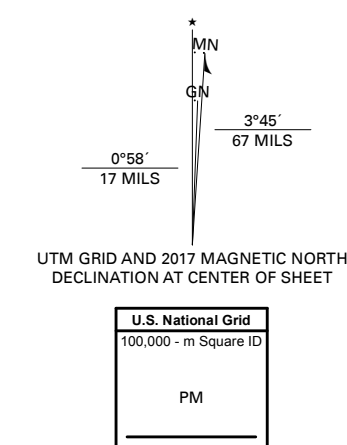 ★
MN
GN
3°45´
67 MILS
0°58´
17 MILS
UTM GRID AND 2017 MAGNETIC NORTH
DECLINATION AT CENTER OF SHEET
U.S. National Grid
100,000 - m Square ID
PM